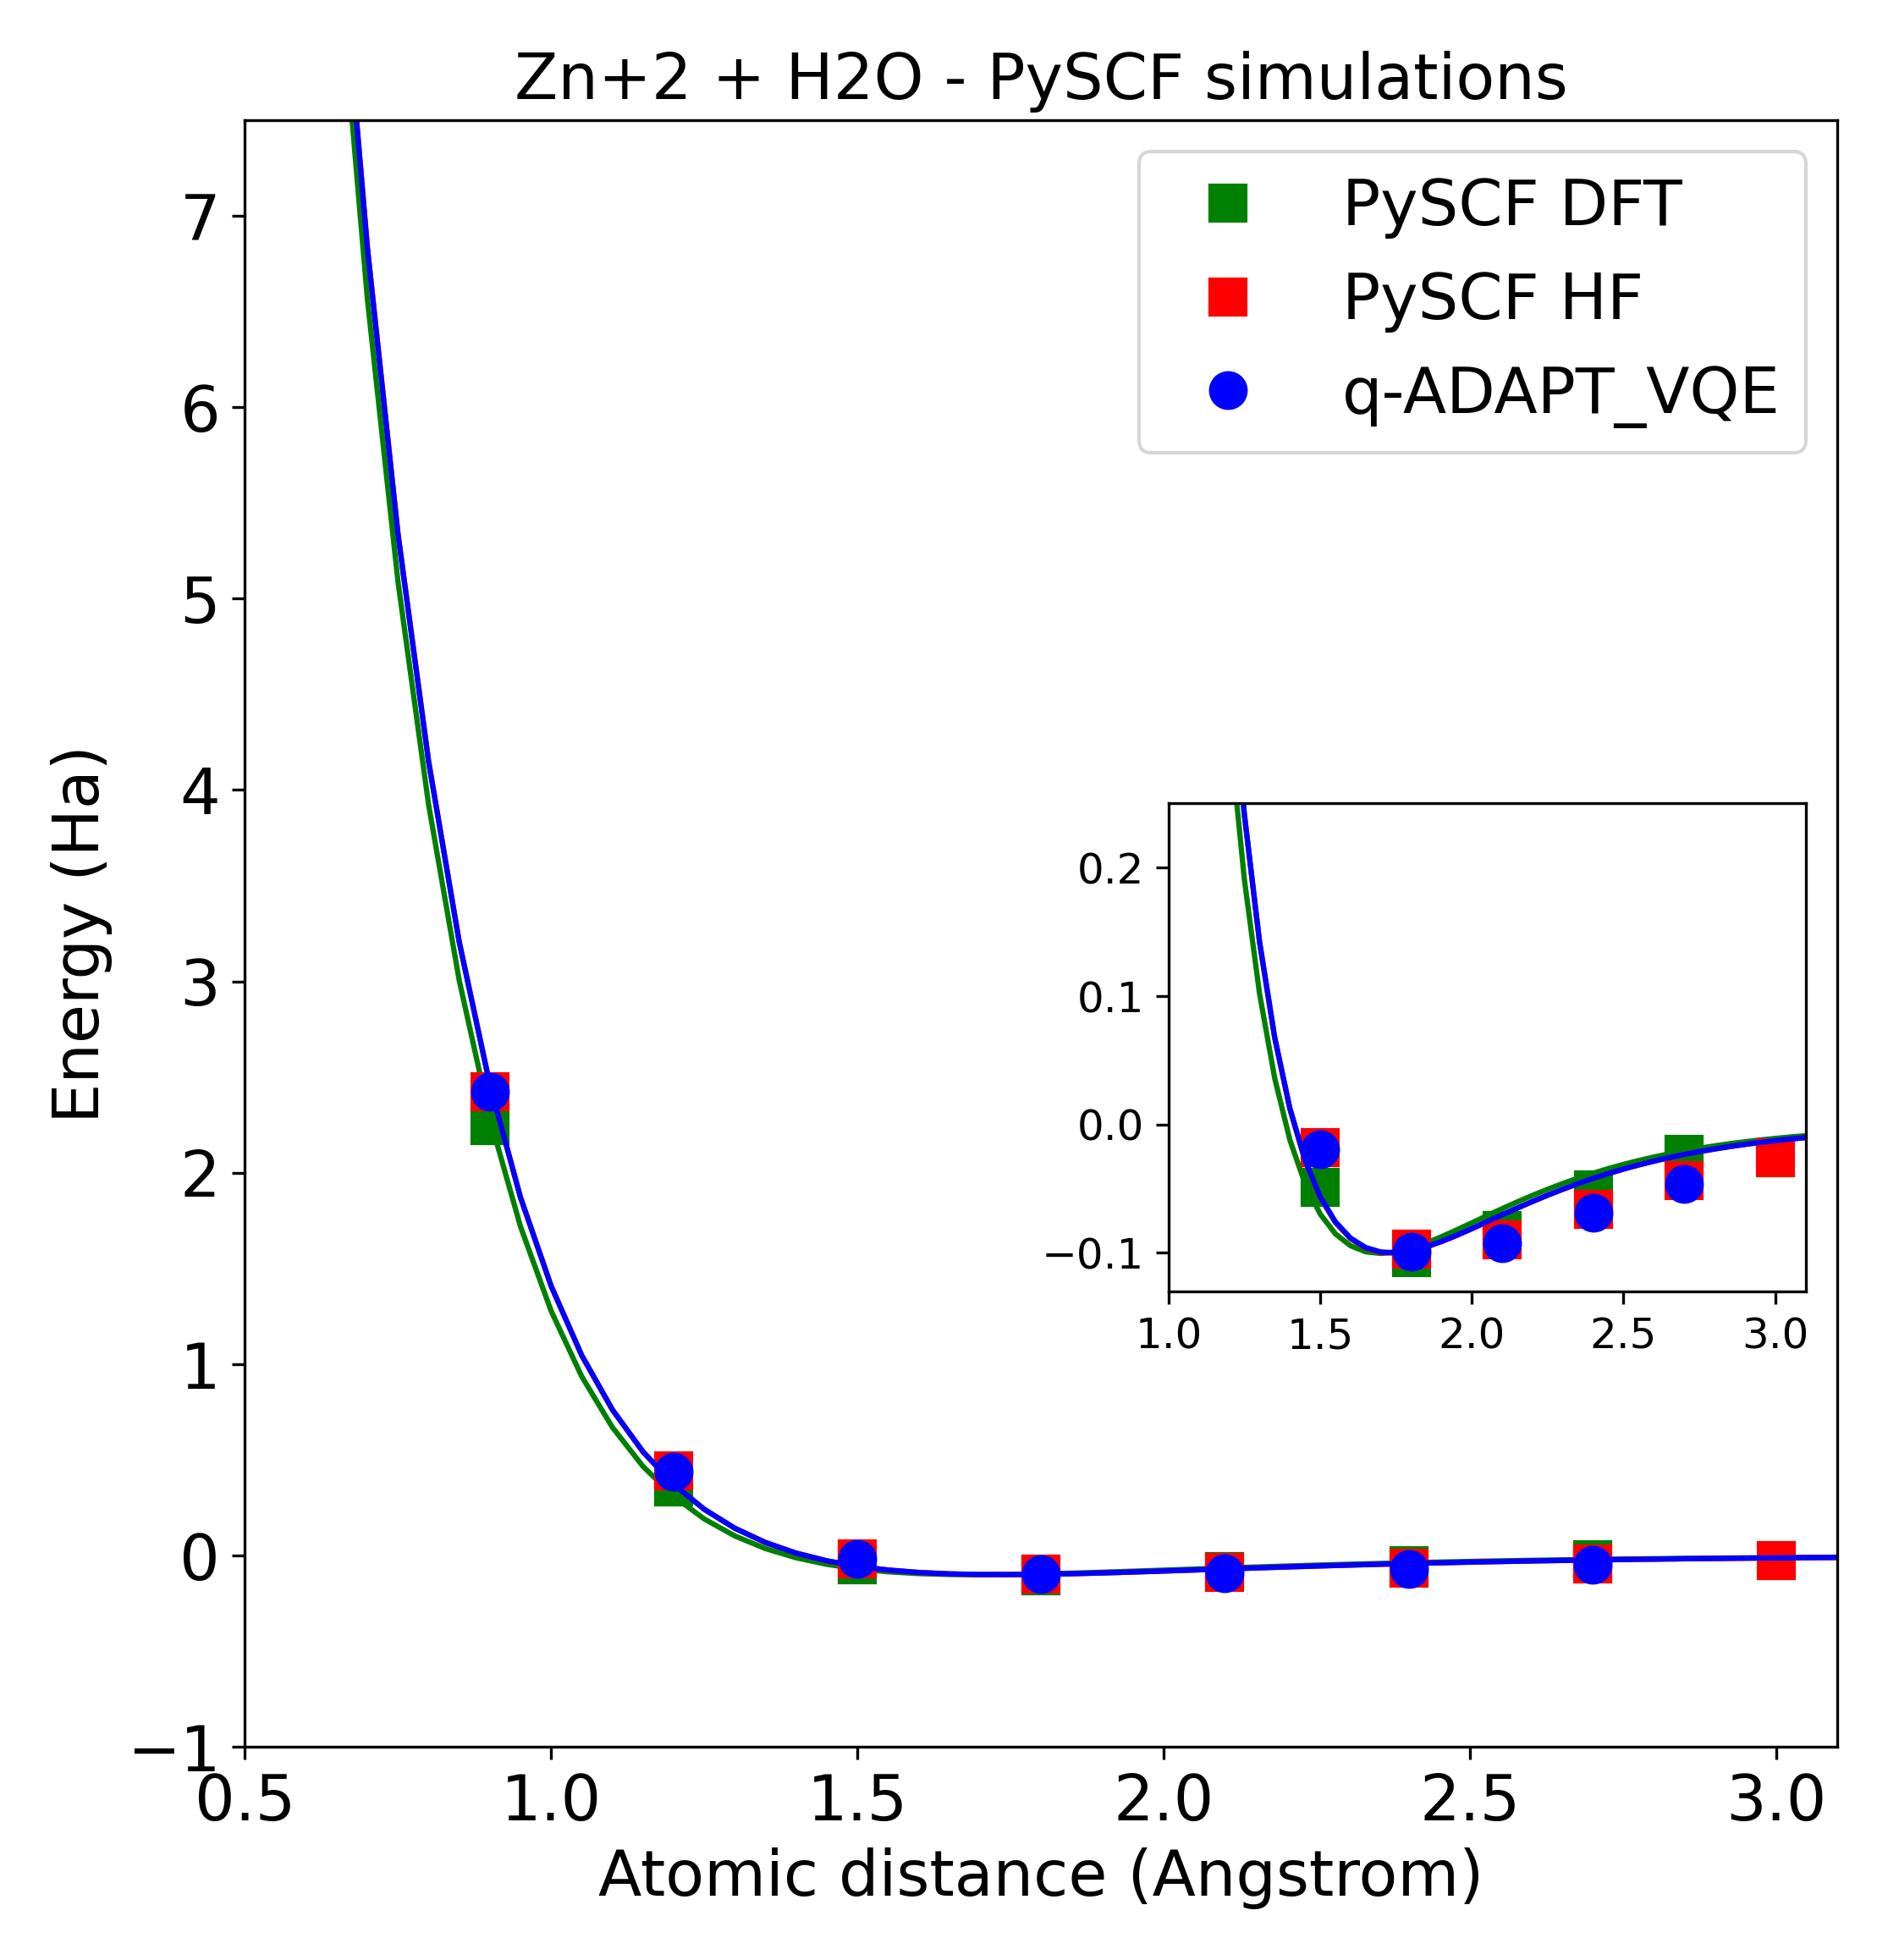 Zn+2 + H2O - PySCF simulations
PySCF DFT
PySCF HF
q-ADAPT_VQE
7
6
5
4
3
2
1
0
−1
Energy (Ha)
0.2
0.1
0.0
−0.1
1.0 1.5 2.0 2.5 3.0
0.5 1.0 1.5 2.0 2.5 3.0
Atomic distance (Angstrom)